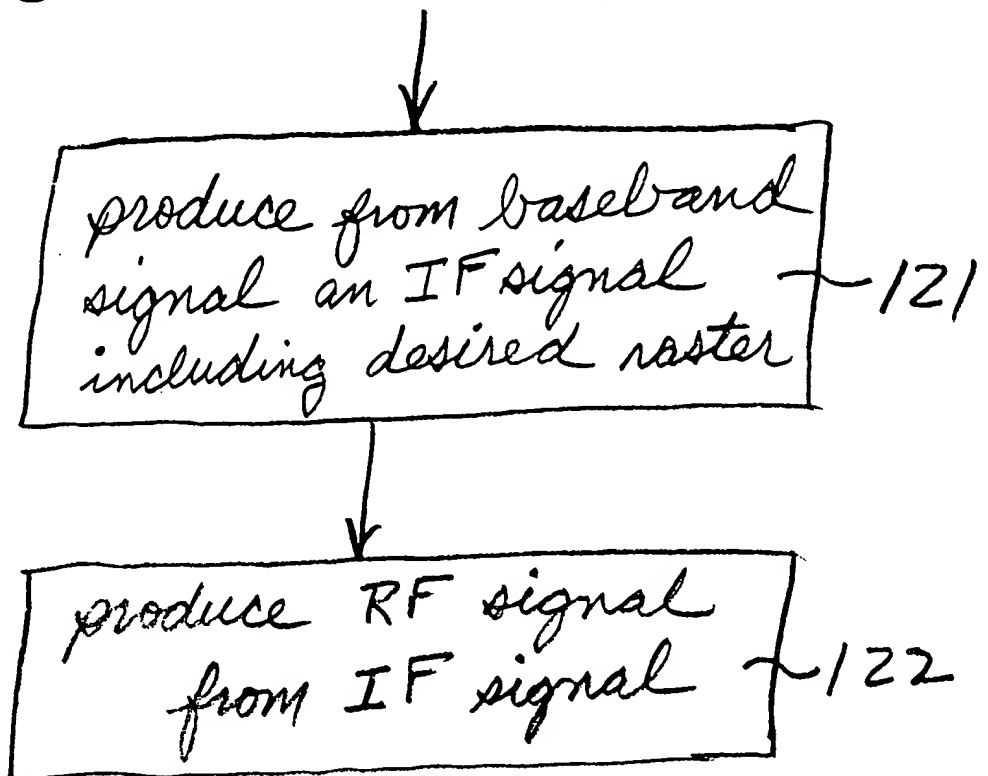 produce from baseband
signal an IF signal
including desired raster
121
produce RF signal
from IF signal
122